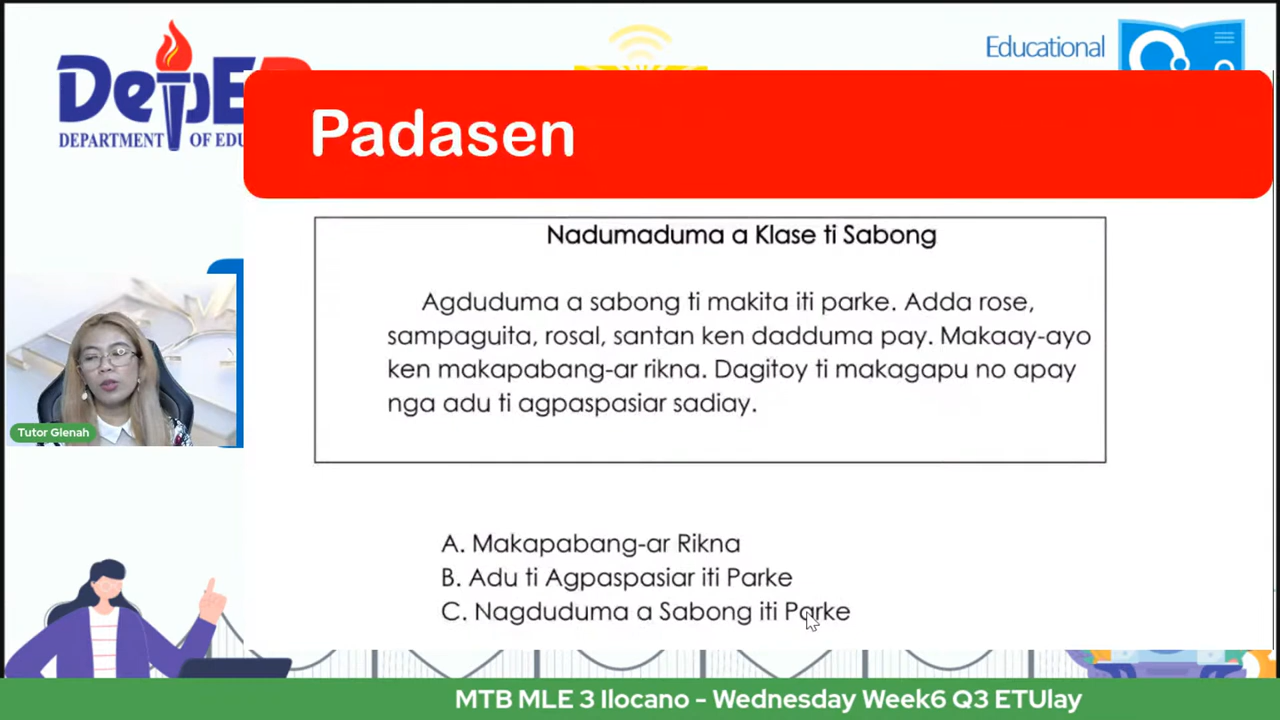 DepE
DEPARTMENT OF EDU
Educational
Padasen
Nadumaduma a Klase ti Sabong
Agduduma a sabong ti makita iti parke. Adda rose,
sampaguita, rosal, santan ken dadduma pay. Makaay-ayo
ken makapabang-ar rikna. Dagitoy ti makagapu no apay
nga adu ti agpaspasiar sadiay.
Tutor Glenah
A. Makapabang-ar Rikna
B. Adu ti Agpaspasiar iti Parke
C. Nagduduma a Sabong iti Parke
MTB MLE 3 Ilocano - Wednesday Week6 Q3 ETUlay